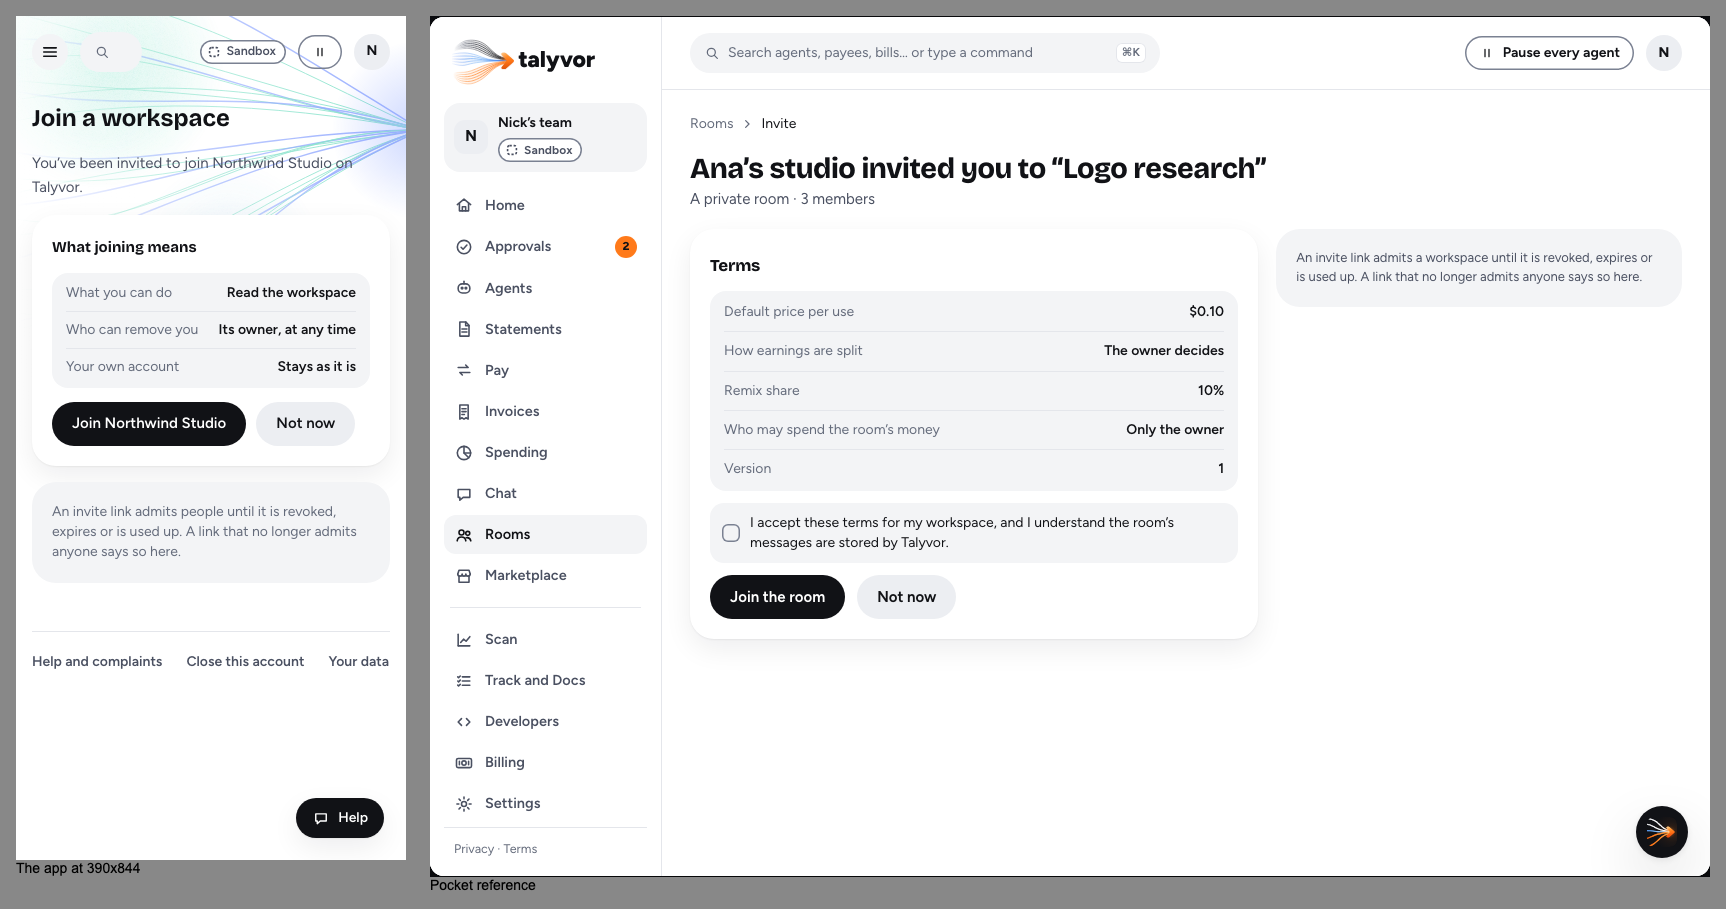 Sandbox
N
Join a workspace
You’ve been invited to join Northwind Studio on
Talyvor.
What joining means
What you can do Read the workspace
Who can remove you Its owner, at any time
Your own account Stays as it is
Join Northwind Studio Not now
An invite link admits people until it is revoked,
expires or is used up. A link that no longer admits
anyone says so here.
Help and complaints Close this account Your data
Help
The app at 390x844
talyvor
N Nick’s team
Sandbox
Home
Approvals 2
Agents
Statements
Pay
Invoices
Spending
Chat
Rooms
Marketplace
Scan
Track and Docs
Developers
Billing
Settings
Privacy · Terms
Search agents, payees, bills... or type a command ⌘K
Pause every agent N
Rooms > Invite
Ana’s studio invited you to “Logo research”
A private room · 3 members
Terms
Default price per use $0.10
How earnings are split The owner decides
Remix share 10%
Who may spend the room’s money Only the owner
Version 1
I accept these terms for my workspace, and I understand the room’s
messages are stored by Talyvor.
Join the room Not now
An invite link admits a workspace until it is revoked, expires or
is used up. A link that no longer admits anyone says so here.
Pocket reference